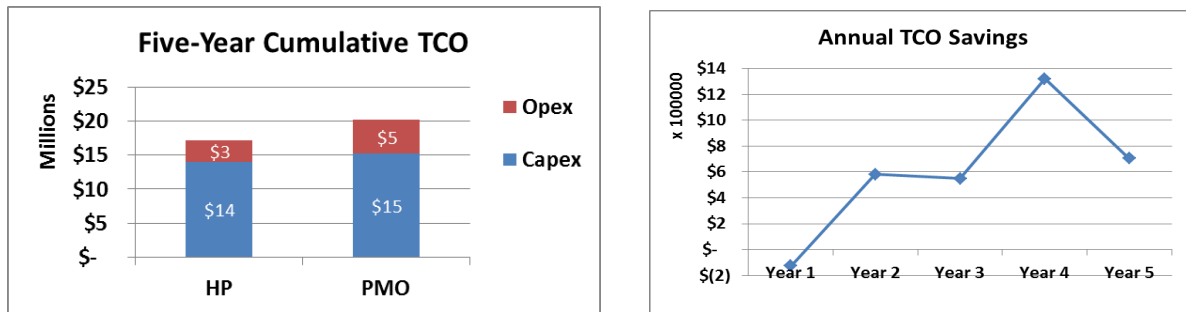 Five-Year Cumulative TCO
Millions
$25
$20
$15
$10
$5
$-
$3
$14
$5
$15
HP
PMO
Opex
Capex
Annual TCO Savings
x 100000
$14
$12
$10
$8
$6
$4
$2
$-
$(2)
Year 1
Year 2
Year 3
Year 4
Year 5